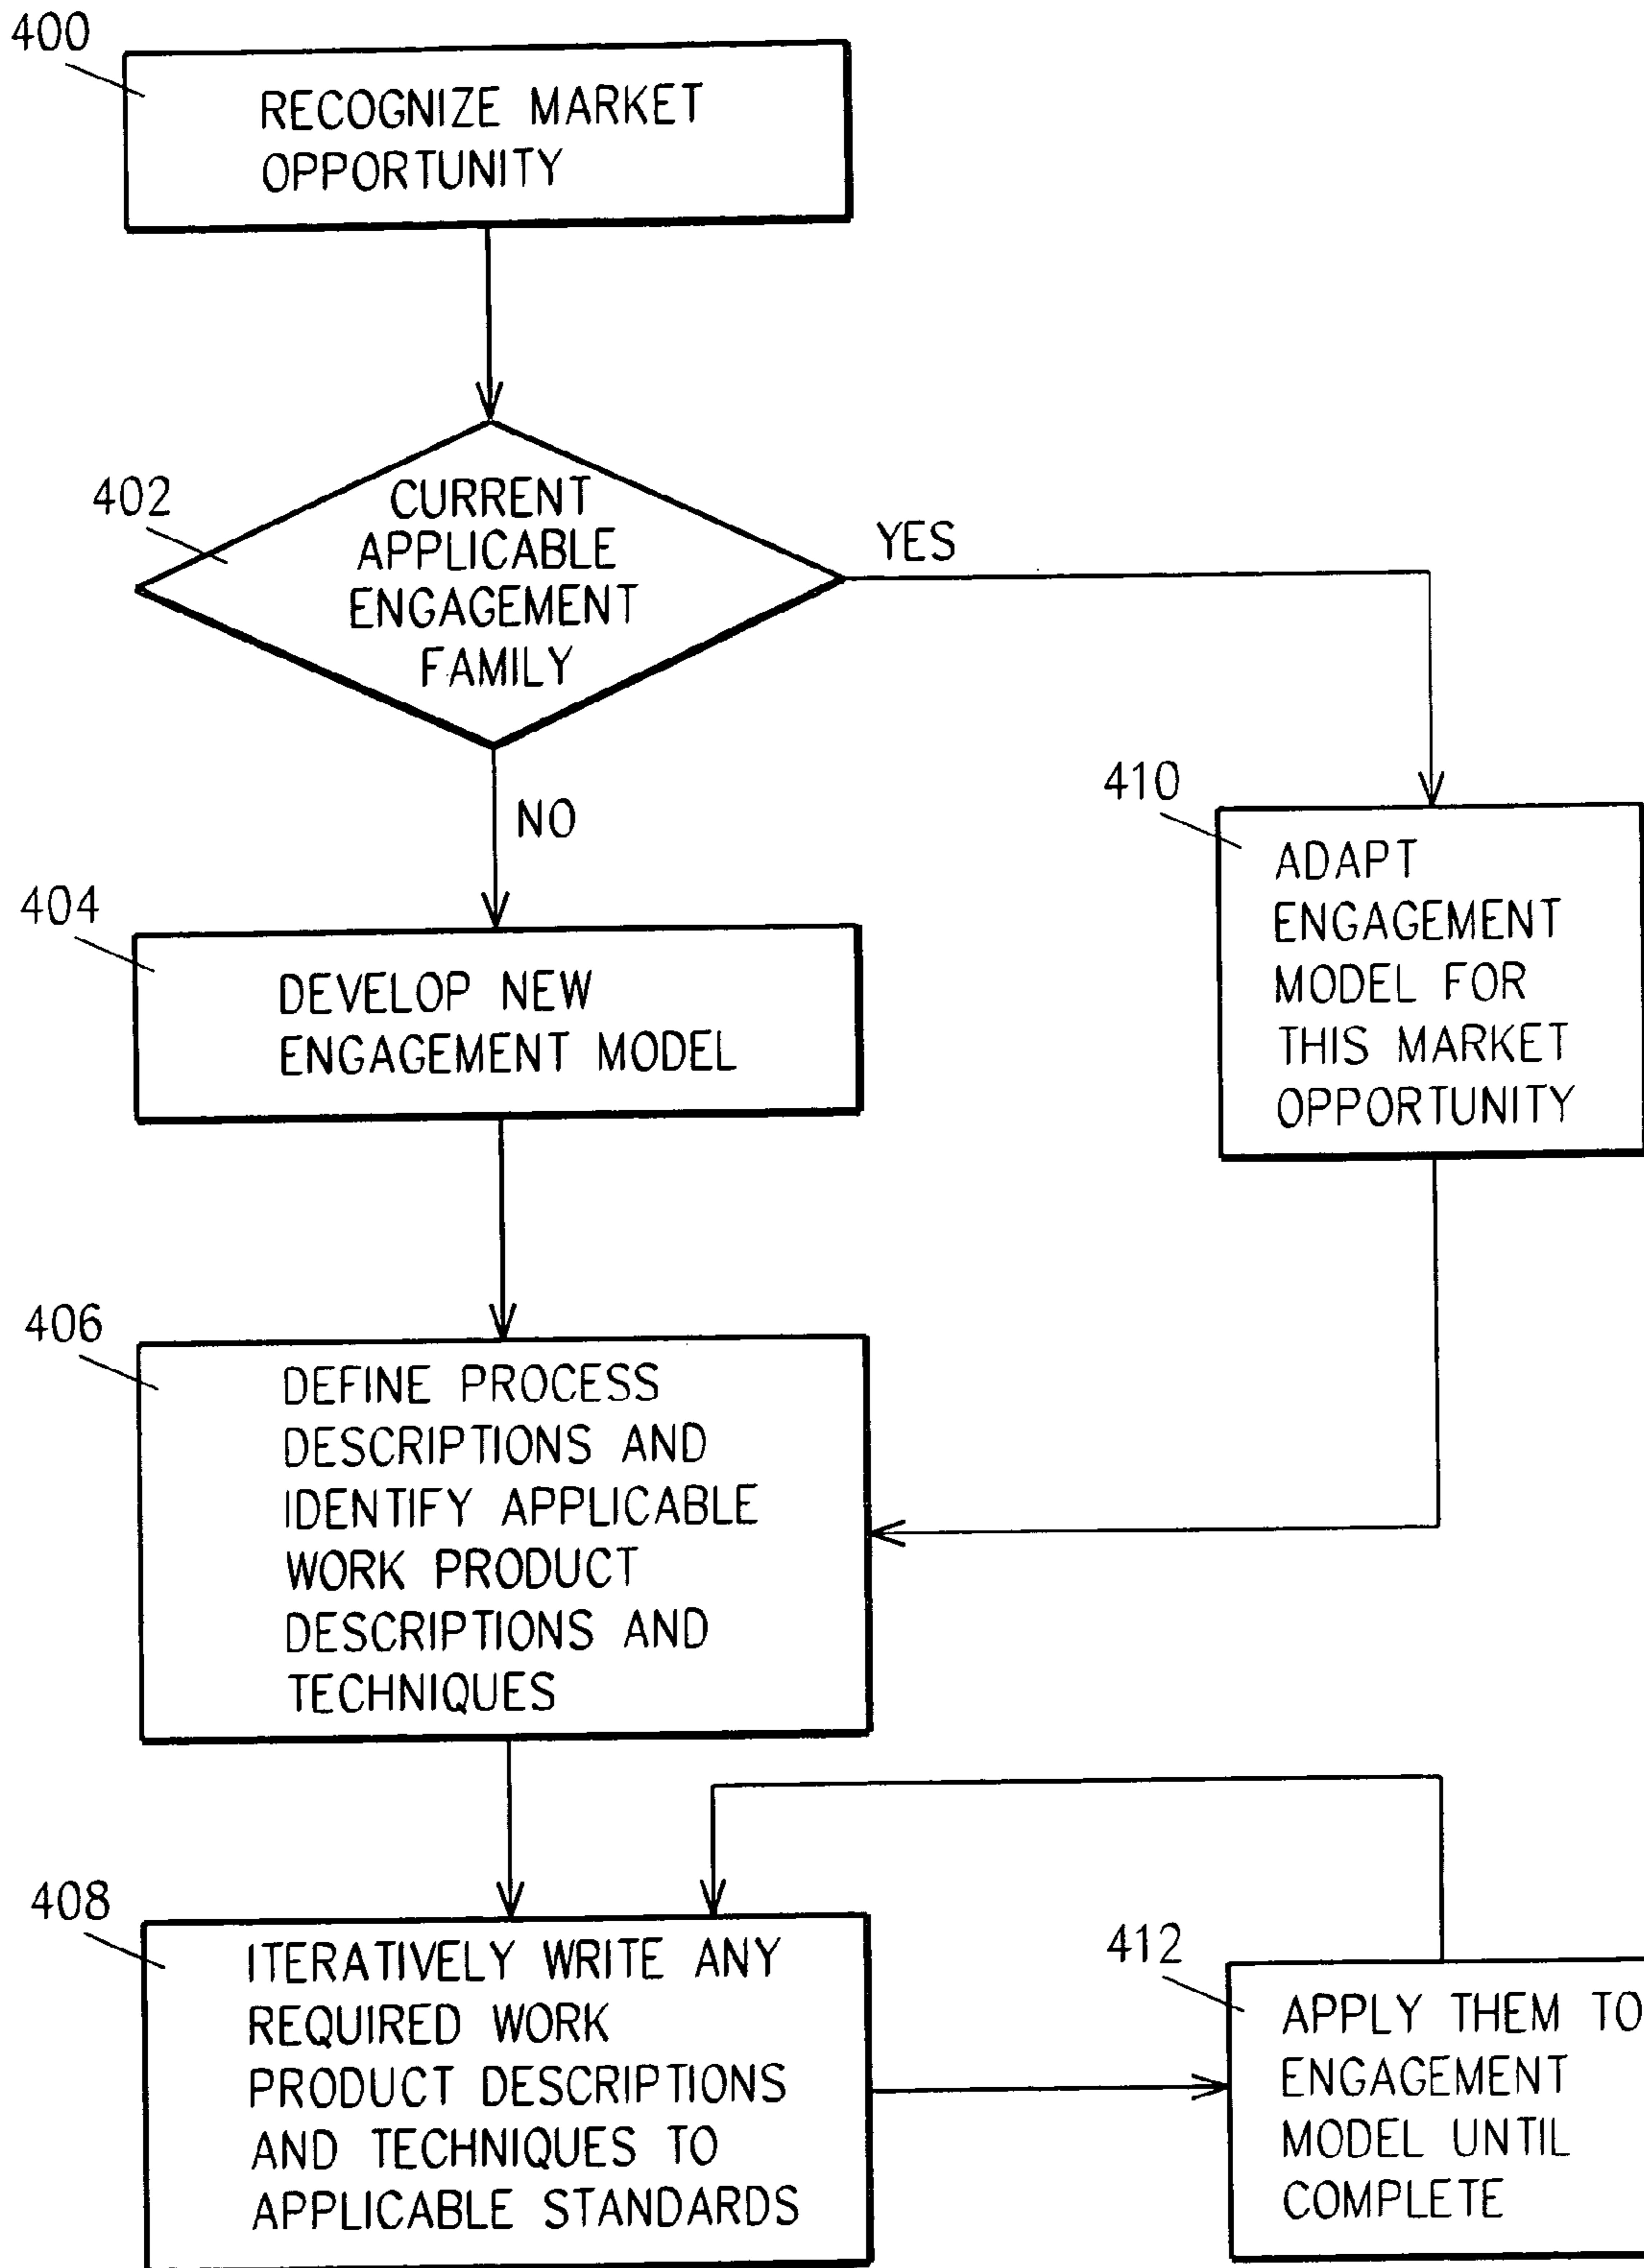 400
RECOGNIZE MARKET
OPPORTUNITY
402
CURRENT
APPLICABLE
ENGAGEMENT
FAMILY
YES
NO
410
ADAPT
ENGAGEMENT
MODEL FOR
THIS MARKET
OPPORTUNITY
404
DEVELOP NEW
ENGAGEMENT MODEL
406
DEFINE PROCESS
DESCRIPTIONS AND
IDENTIFY APPLICABLE
WORK PRODUCT
DESCRIPTIONS AND
TECHNIQUES
408
ITERATIVELY WRITE ANY
REQUIRED WORK
PRODUCT DESCRIPTIONS
AND TECHNIQUES TO
APPLICABLE STANDARDS
412
APPLY THEM TO
ENGAGEMENT
MODEL UNTIL
COMPLETE